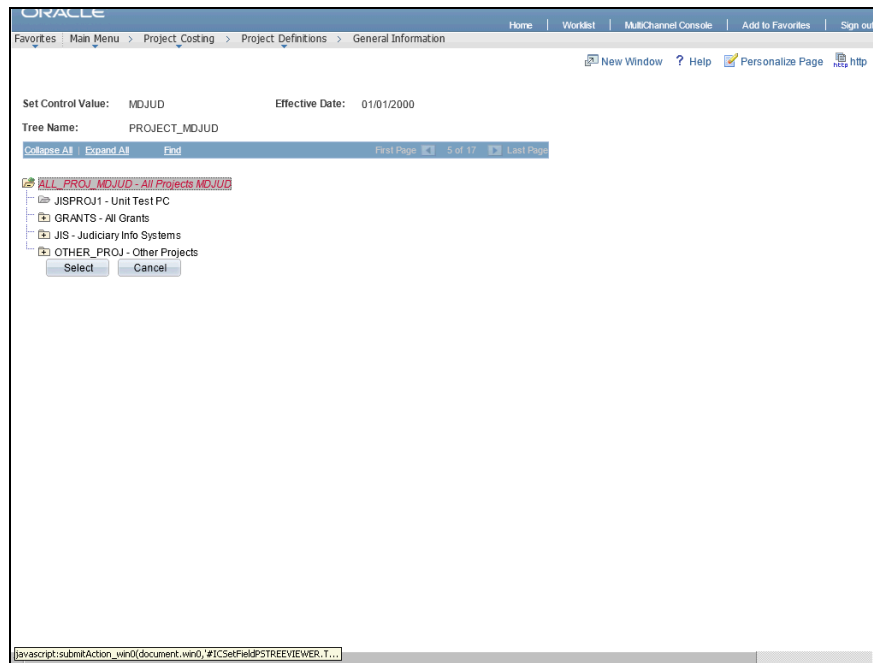 ORACLE
Home | Worklist | MultiChannel Console | Add to Favorites | Sign out
Favorites Main Menu > Project Costing > Project Definitions > General Information
New Window ? Help Personalize Page http
Set Control Value: MDJUD Effective Date: 01/01/2000
Tree Name: PROJECT_MDJUD
Collapse All | Expand All Find First Page 5 of 17 Last Page
ALL_PROJ_MDJUD - All Projects MDJUD
JISPROJ1 - Unit Test PC
GRANTS - All Grants
JIS - Judiciary Info Systems
OTHER_PROJ - Other Projects
Select Cancel
javascript:submitAction_win0(document.win0,'#ICSetFieldPSTREEVIEWER.T...